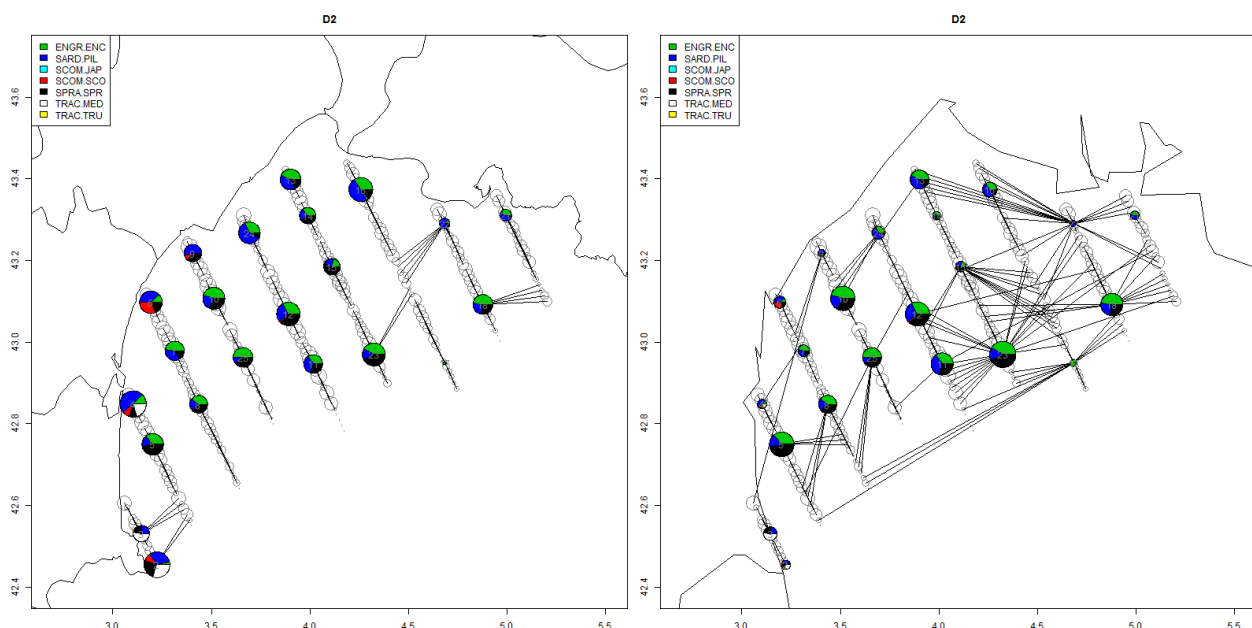 D2
ENGR.ENC
SARD.PIL
SCOM.JAP
SCOM.SCO
SPRA.SPR
TRAC.MED
TRAC.TRU
43.6
43.4
43.2
43.0
42.8
42.6
42.4
3.0 3.5 4.0 4.5 5.0 5.5
D2
ENGR.ENC
SARD.PIL
SCOM.JAP
SCOM.SCO
SPRA.SPR
TRAC.MED
TRAC.TRU
43.6
43.4
43.2
43.0
42.8
42.6
42.4
3.0 3.5 4.0 4.5 5.0 5.5